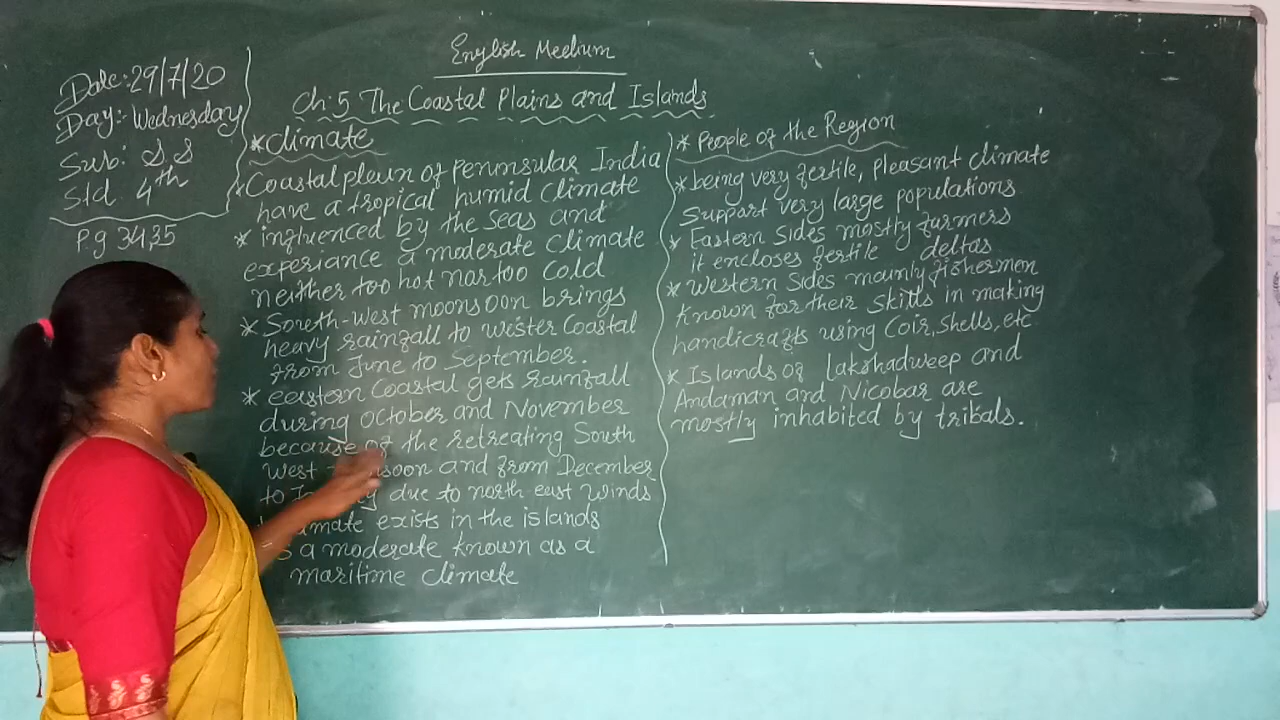 English Medium
Date: 29/7/20
Day:- Wednesday
Sub: S.S
Std. 4th
Pg 34,35
Ch:5 The Coastal Plains and Islands
* climate
* Coastal plain of peninsular India
have a tropical humid climate
* influenced by the seas and
experiance a moderate climate
neither too hot nor too cold
* South-West moonsoon brings
heavy rainfall to wester Coastal
from June to September.
* eastern Coastal gets rainfall
during october and November
because of the retreating South
West soon and from December
to due to north east winds
exists in the islands
a moderate known as a
maritime climate
* People of the Region
* being very fertile, Pleasant climate
Support very large populations
* Eastern sides mostly farmers
it encloses fertile deltas
* Western Sides mainly fishermen
known for their skills in making
handicrafts using Coir, shells, etc
* Islands of lakshadweep and
Andaman and Nicobar are
mostly inhabited by tribals.